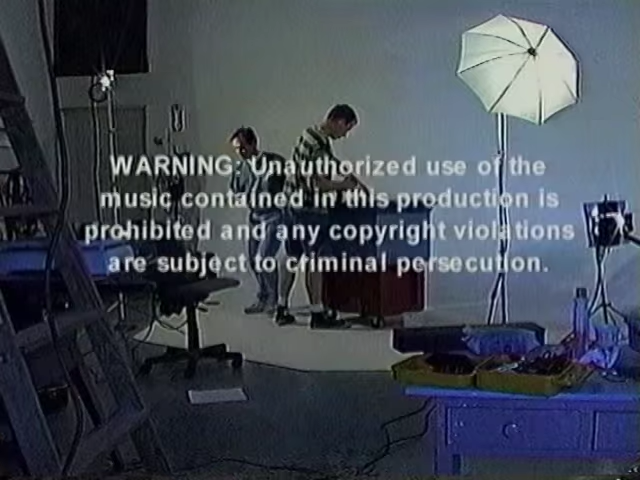 WARNING: Unauthorized use of the
music contained in this production is
prohibited and any copyright violations
are subject to criminal persecution.